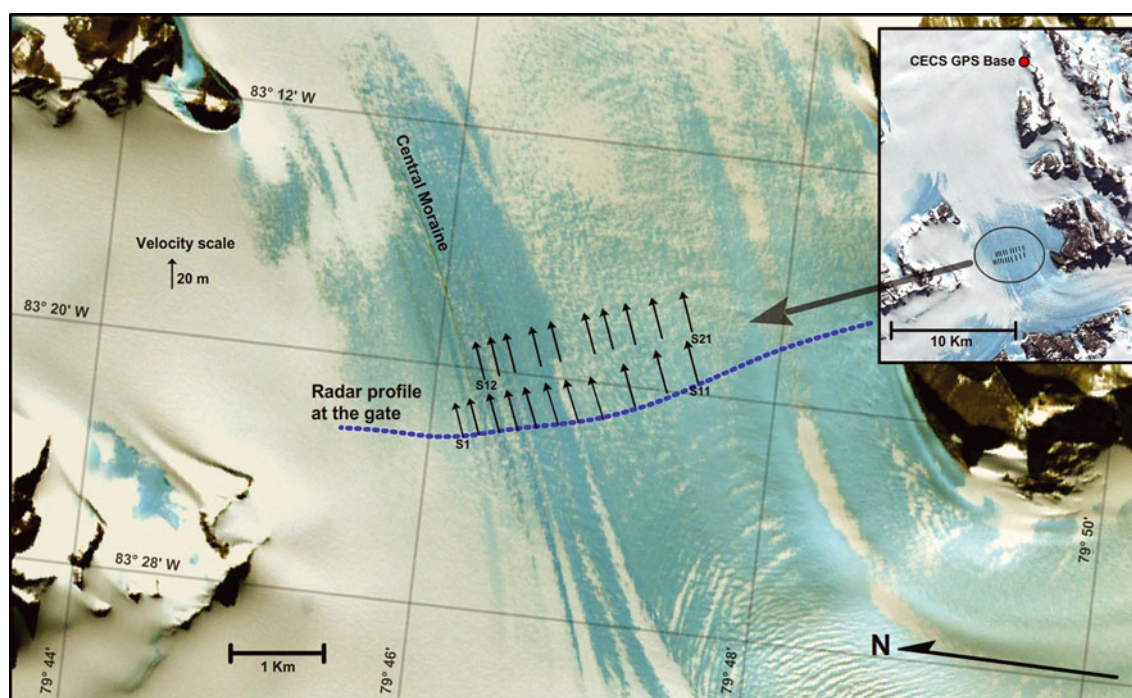 83° 12' W
CECS GPS Base
Central Moraine
Velocity scale
20 m
83° 20' W
10 Km
S21
S12
Radar profile
at the gate
S11
S1
83° 28' W
79° 50'
N
1 Km
79° 44'
79° 46'
79° 48'